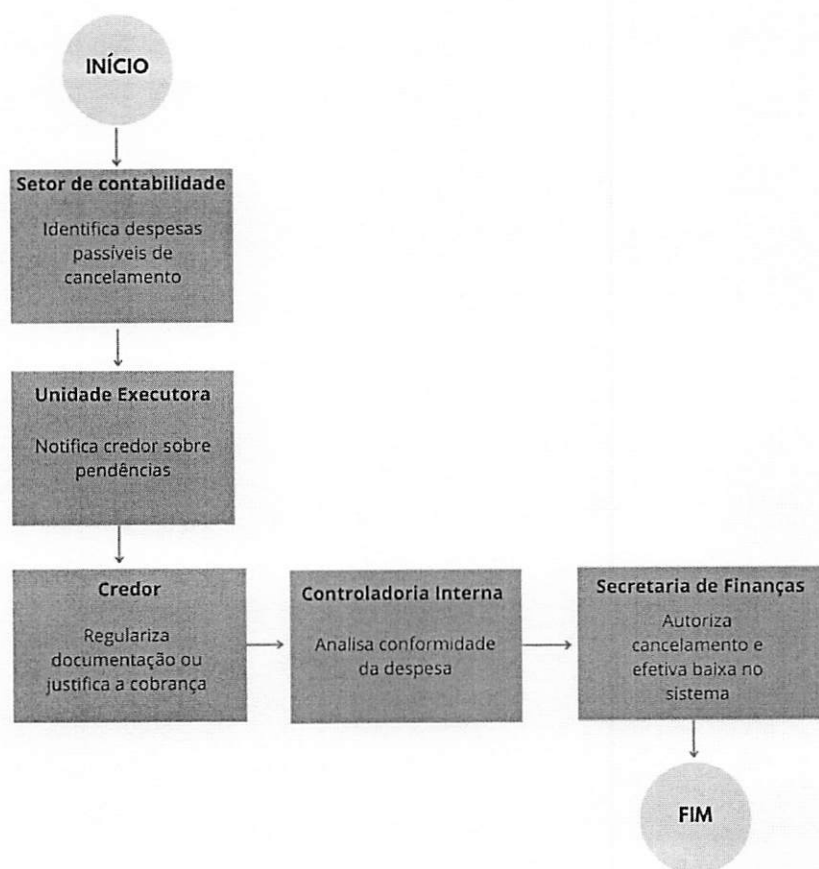 INÍCIO
Setor de contabilidade
Identifica despesas
passíveis de
cancelamento
Unidade Executora
Notifica credor sobre
pendências
Credor
Regulariza
documentação ou
justifica a cobrança
Controladoria Interna
Analisa conformidade
da despesa
Secretaria de Finanças
Autoriza
cancelamento e
efetiva baixa no
sistema
FIM